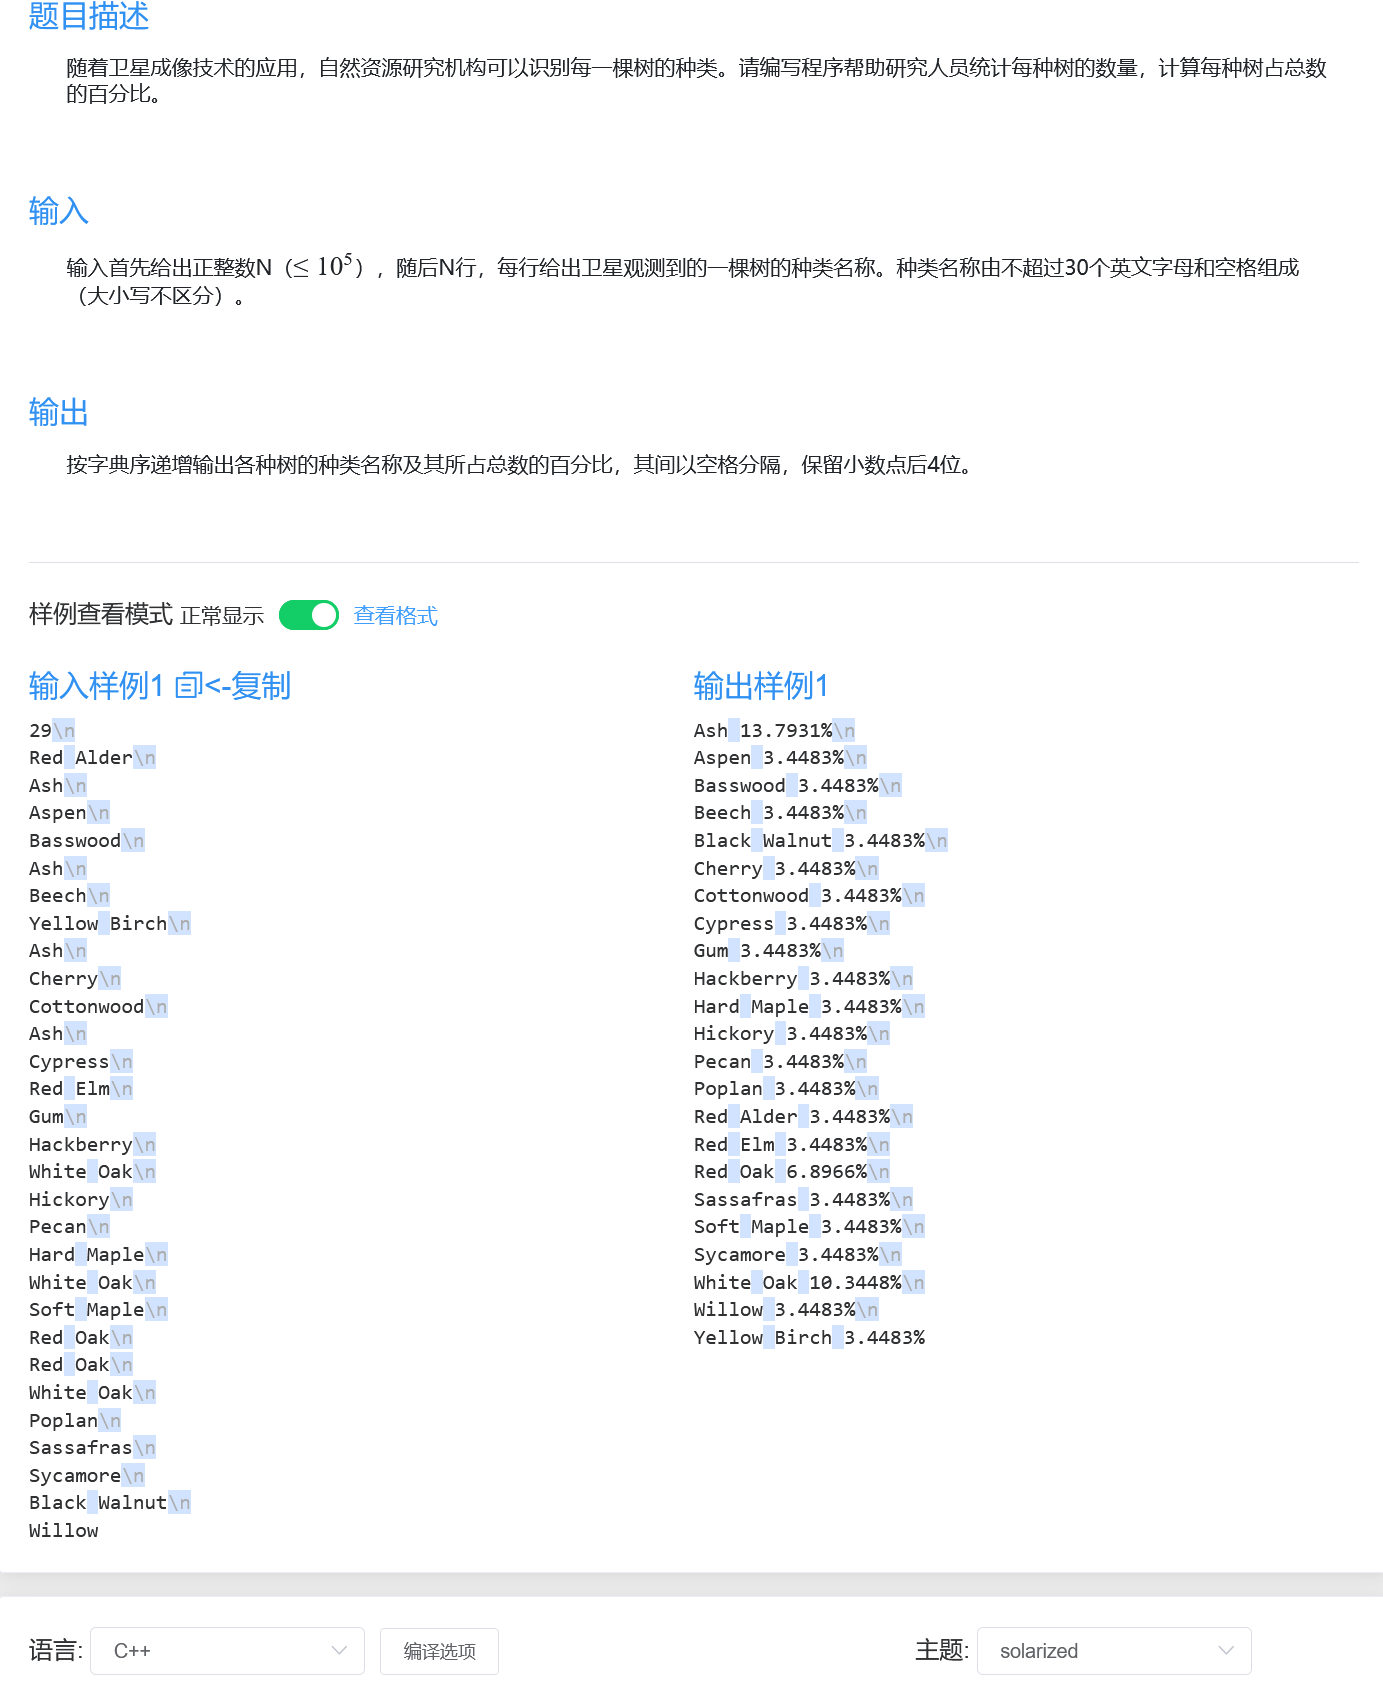 题目描述
随着卫星成像技术的应用，自然资源研究机构可以识别每一棵树的种类。请编写程序帮助研究人员统计每种树的数量，计算每种树占总数
的百分比。
输入
输入首先给出正整数N（≤ 10^5），随后N行，每行给出卫星观测到的一棵树的种类名称。种类名称由不超过30个英文字母和空格组成
（大小写不区分）。
输出
按字典序递增输出各种树的种类名称及其所占总数的百分比，其间以空格分隔，保留小数点后4位。
样例查看模式 正常显示 查看格式
输入样例1 <-复制
29\n
Red Alder\n
Ash\n
Aspen\n
Basswood\n
Ash\n
Beech\n
Yellow Birch\n
Ash\n
Cherry\n
Cottonwood\n
Ash\n
Cypress\n
Red Elm\n
Gum\n
Hackberry\n
White Oak\n
Hickory\n
Pecan\n
Hard Maple\n
White Oak\n
Soft Maple\n
Red Oak\n
Red Oak\n
White Oak\n
Poplan\n
Sassafras\n
Sycamore\n
Black Walnut\n
Willow
输出样例1
Ash 13.7931%\n
Aspen 3.4483%\n
Basswood 3.4483%\n
Beech 3.4483%\n
Black Walnut 3.4483%\n
Cherry 3.4483%\n
Cottonwood 3.4483%\n
Cypress 3.4483%\n
Gum 3.4483%\n
Hackberry 3.4483%\n
Hard Maple 3.4483%\n
Hickory 3.4483%\n
Pecan 3.4483%\n
Poplan 3.4483%\n
Red Alder 3.4483%\n
Red Elm 3.4483%\n
Red Oak 6.8966%\n
Sassafras 3.4483%\n
Soft Maple 3.4483%\n
Sycamore 3.4483%\n
White Oak 10.3448%\n
Willow 3.4483%\n
Yellow Birch 3.4483%
语言: C++ 编译选项 主题: solarized